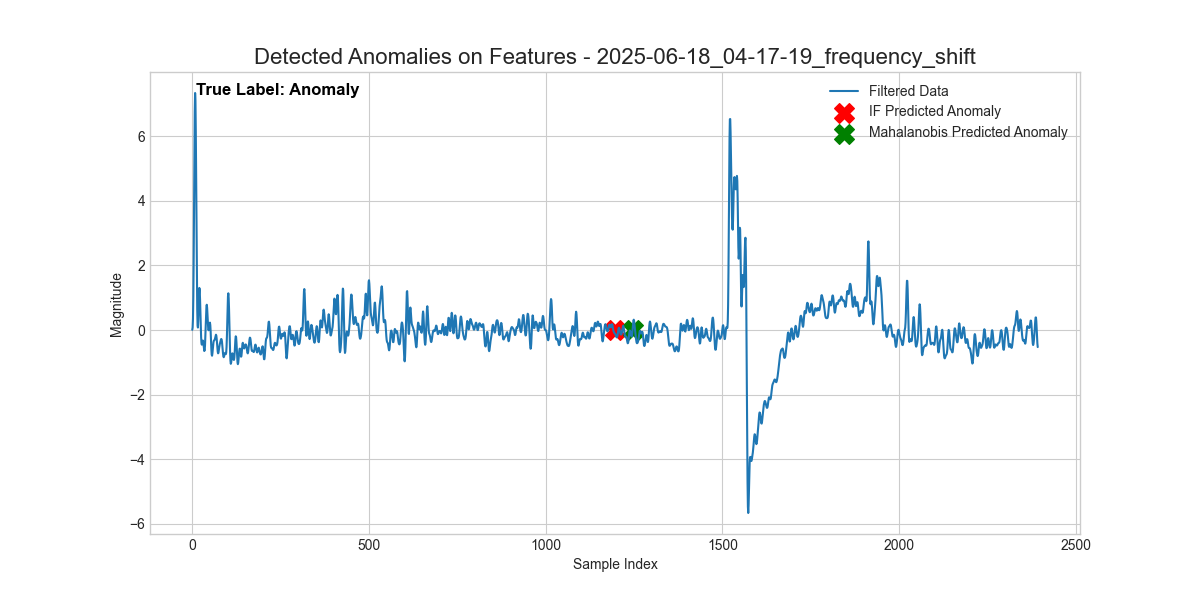 Detected Anomalies on Features - 2025-06-18_04-17-19_frequency_shift
True Label: Anomaly
Filtered Data
IF Predicted Anomaly
Mahalanobis Predicted Anomaly
Magnitude
6
4
2
0
−2
−4
−6
0 500 1000 1500 2000 2500
Sample Index